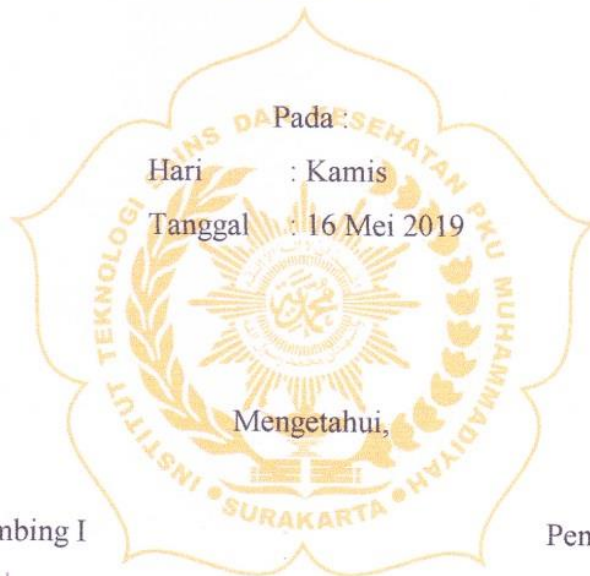 Pada :
Hari : Kamis
Tanggal : 16 Mei 2019
INSTITUT TEKNOLOGI SAINS DAN KESEHATAN PKU MUHAMMADIYAH
• SURAKARTA •
Mengetahui,
mbing I
Pen